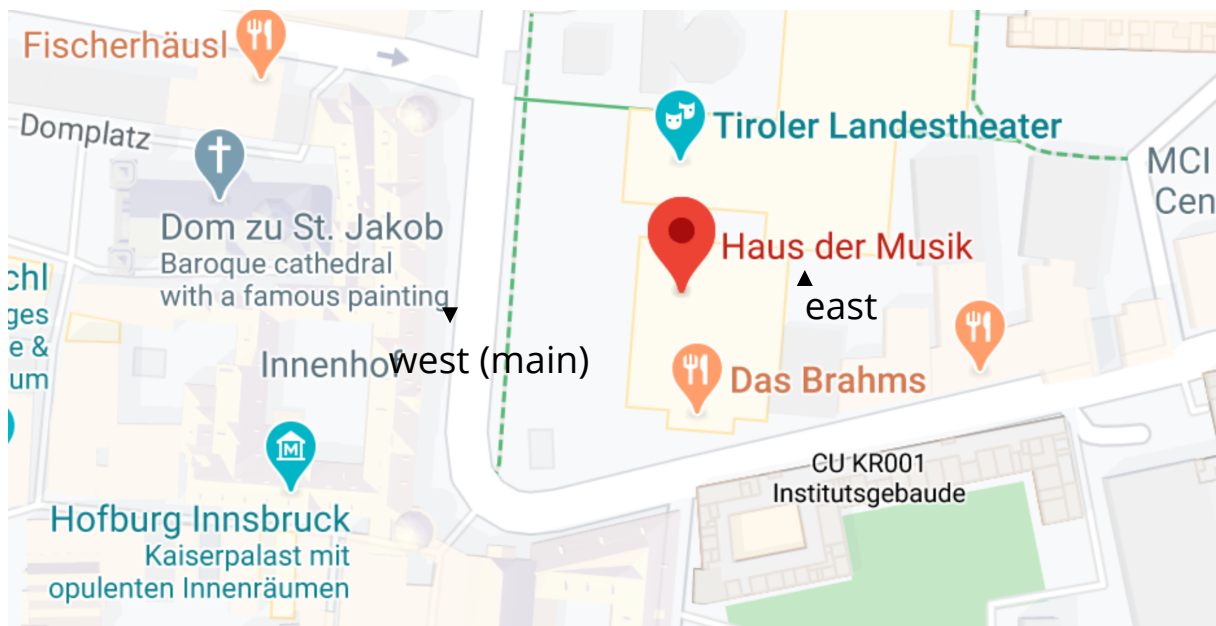 Fischerhäusl
Domplatz
Tiroler Landestheater
MCI
Cen
Dom zu St. Jakob
Baroque cathedral
with a famous painting
Haus der Musik
east
chl
ges
e &
um
Innenhof
west (main)
Das Brahms
CU KR001
Institutsgebaude
Hofburg Innsbruck
Kaiserpalast mit
opulenten Innenräumen